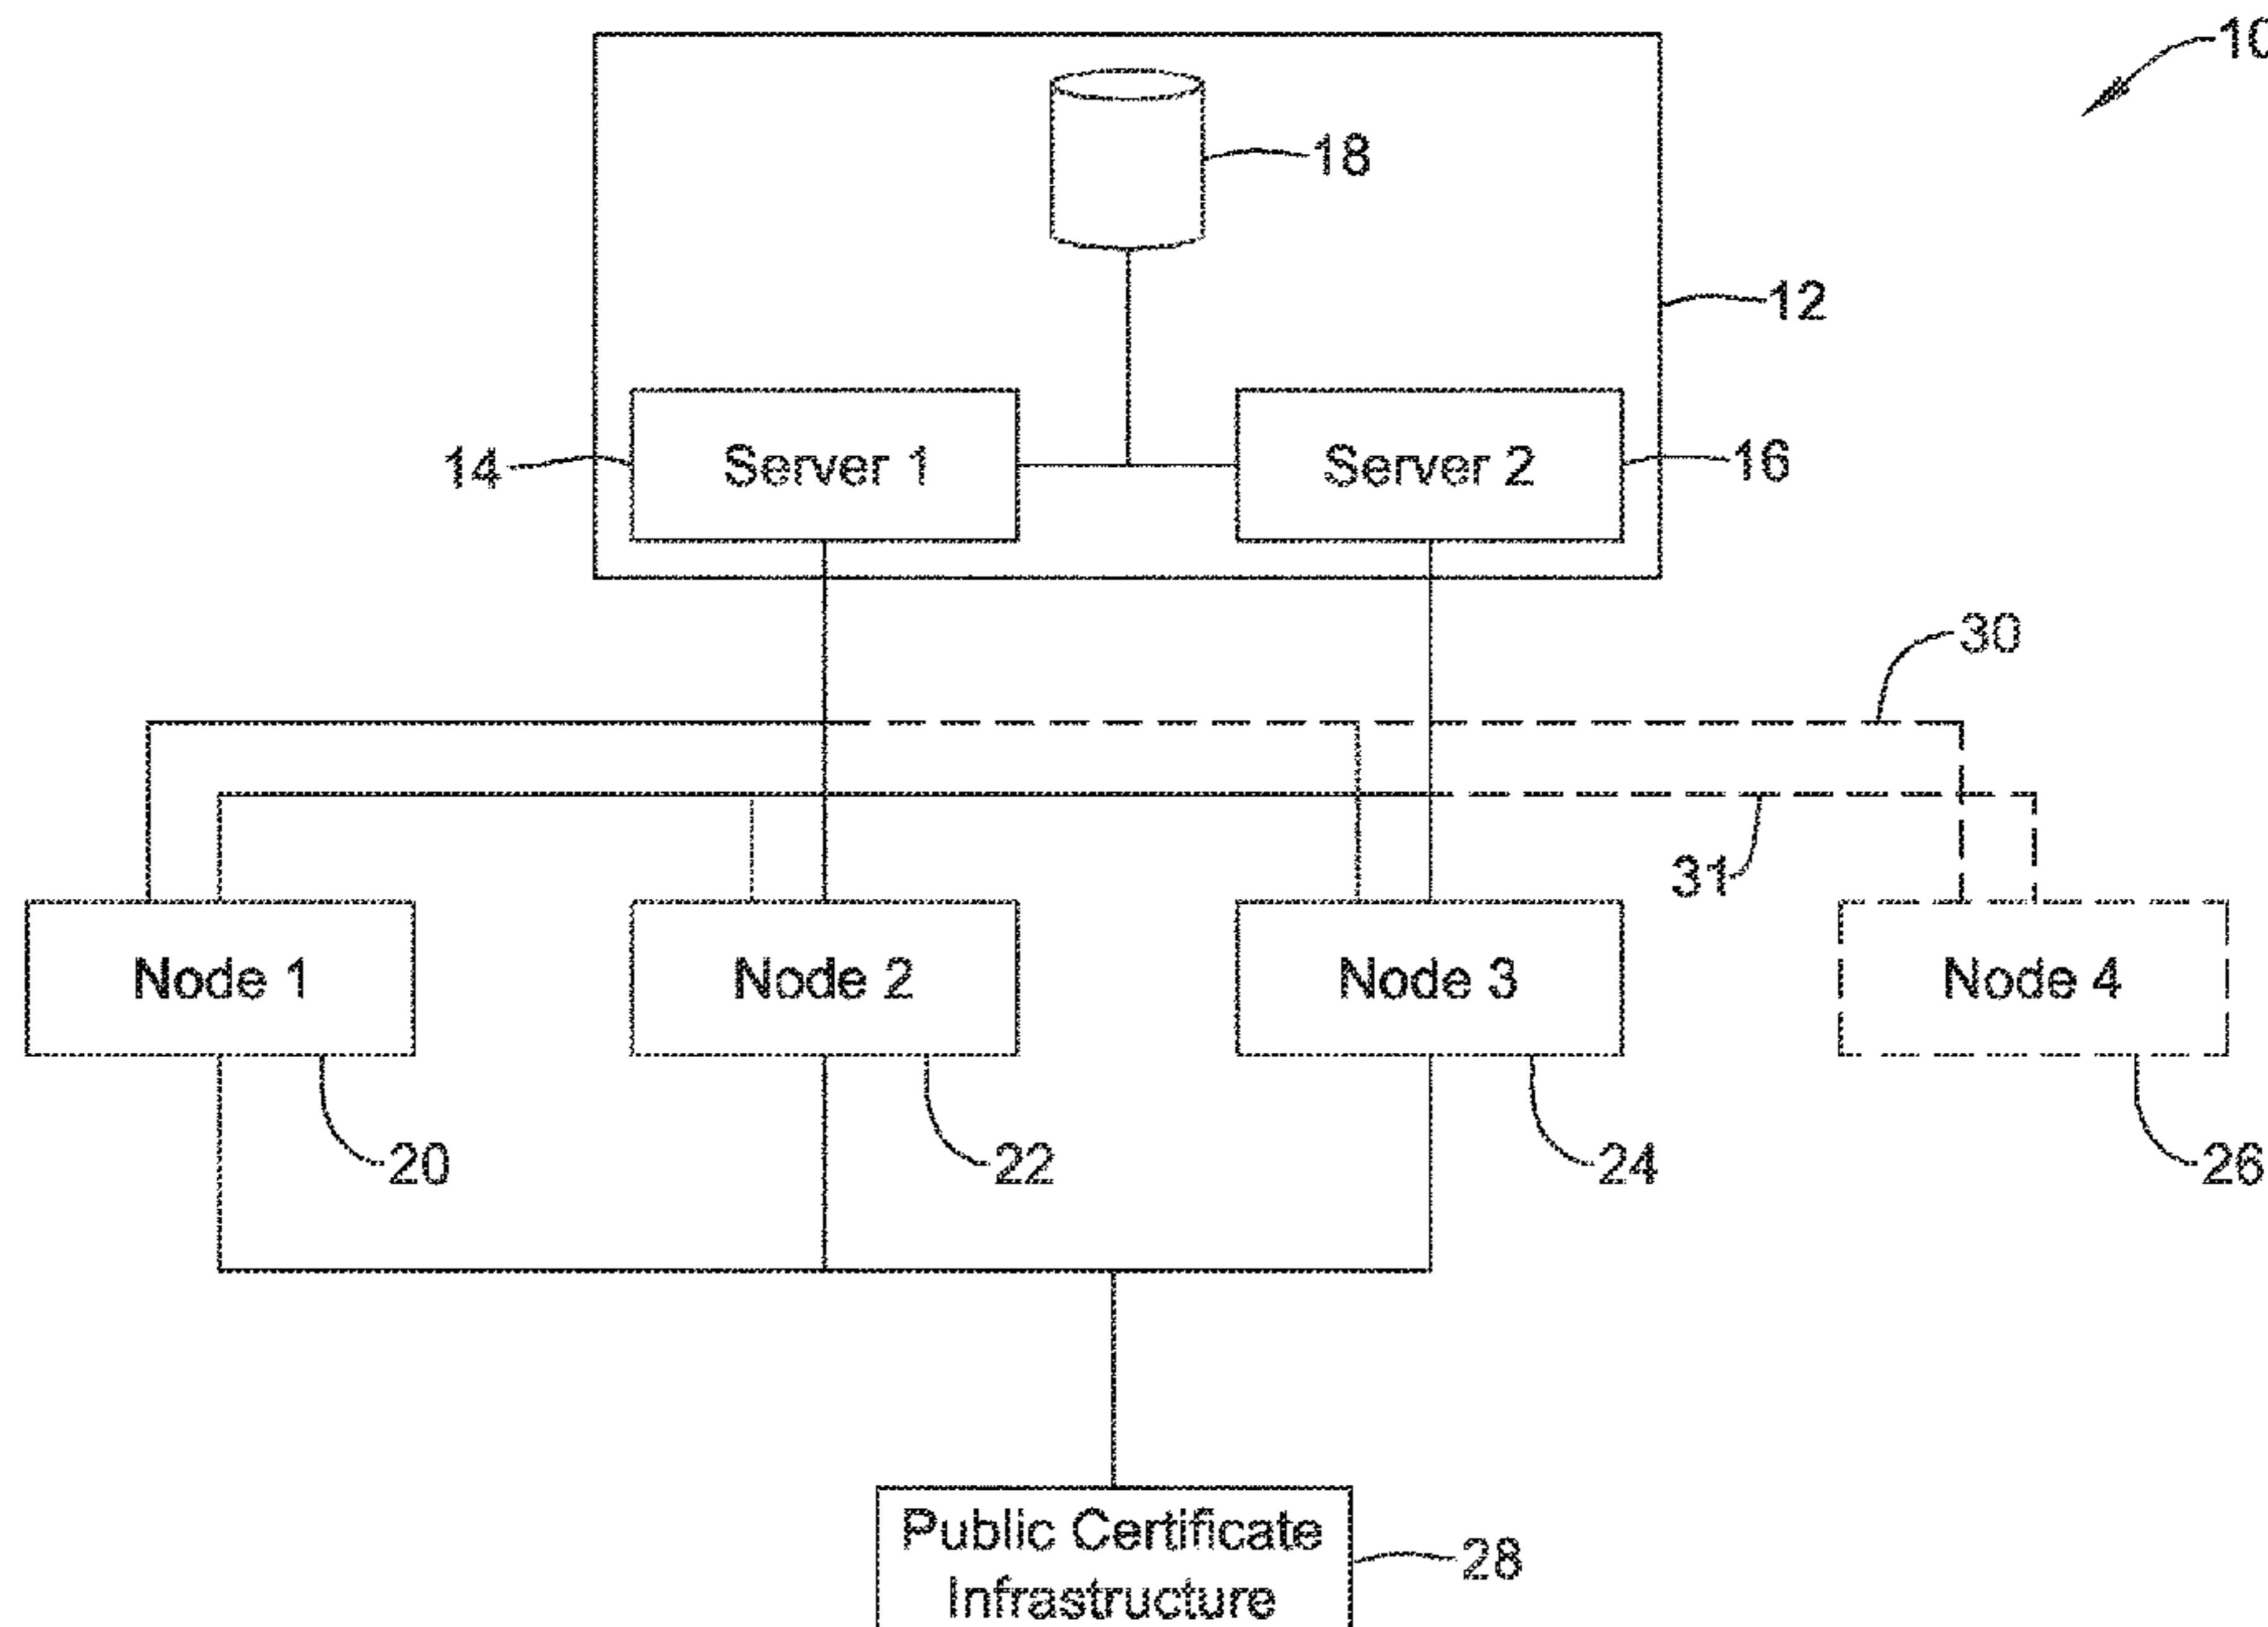 10
18
12
14
Server 1
Server 2
16
30
31
Node 1
Node 2
Node 3
Node 4
20
22
24
26
Public Certificate
Infrastructure
28